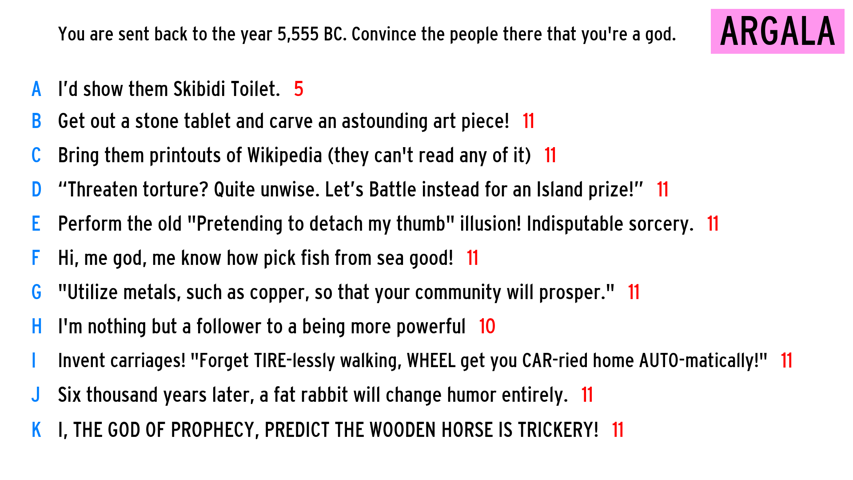 You are sent back to the year 5,555 BC. Convince the people there that you're a god.
ARGALA
A I’d show them Skibidi Toilet. 5
B Get out a stone tablet and carve an astounding art piece! 11
C Bring them printouts of Wikipedia (they can't read any of it) 11
D “Threaten torture? Quite unwise. Let’s Battle instead for an Island prize!” 11
E Perform the old "Pretending to detach my thumb" illusion! Indisputable sorcery. 11
F Hi, me god, me know how pick fish from sea good! 11
G "Utilize metals, such as copper, so that your community will prosper." 11
H I'm nothing but a follower to a being more powerful 10
I Invent carriages! "Forget TIRE-lessly walking, WHEEL get you CAR-ried home AUTO-matically!" 11
J Six thousand years later, a fat rabbit will change humor entirely. 11
K I, THE GOD OF PROPHECY, PREDICT THE WOODEN HORSE IS TRICKERY! 11